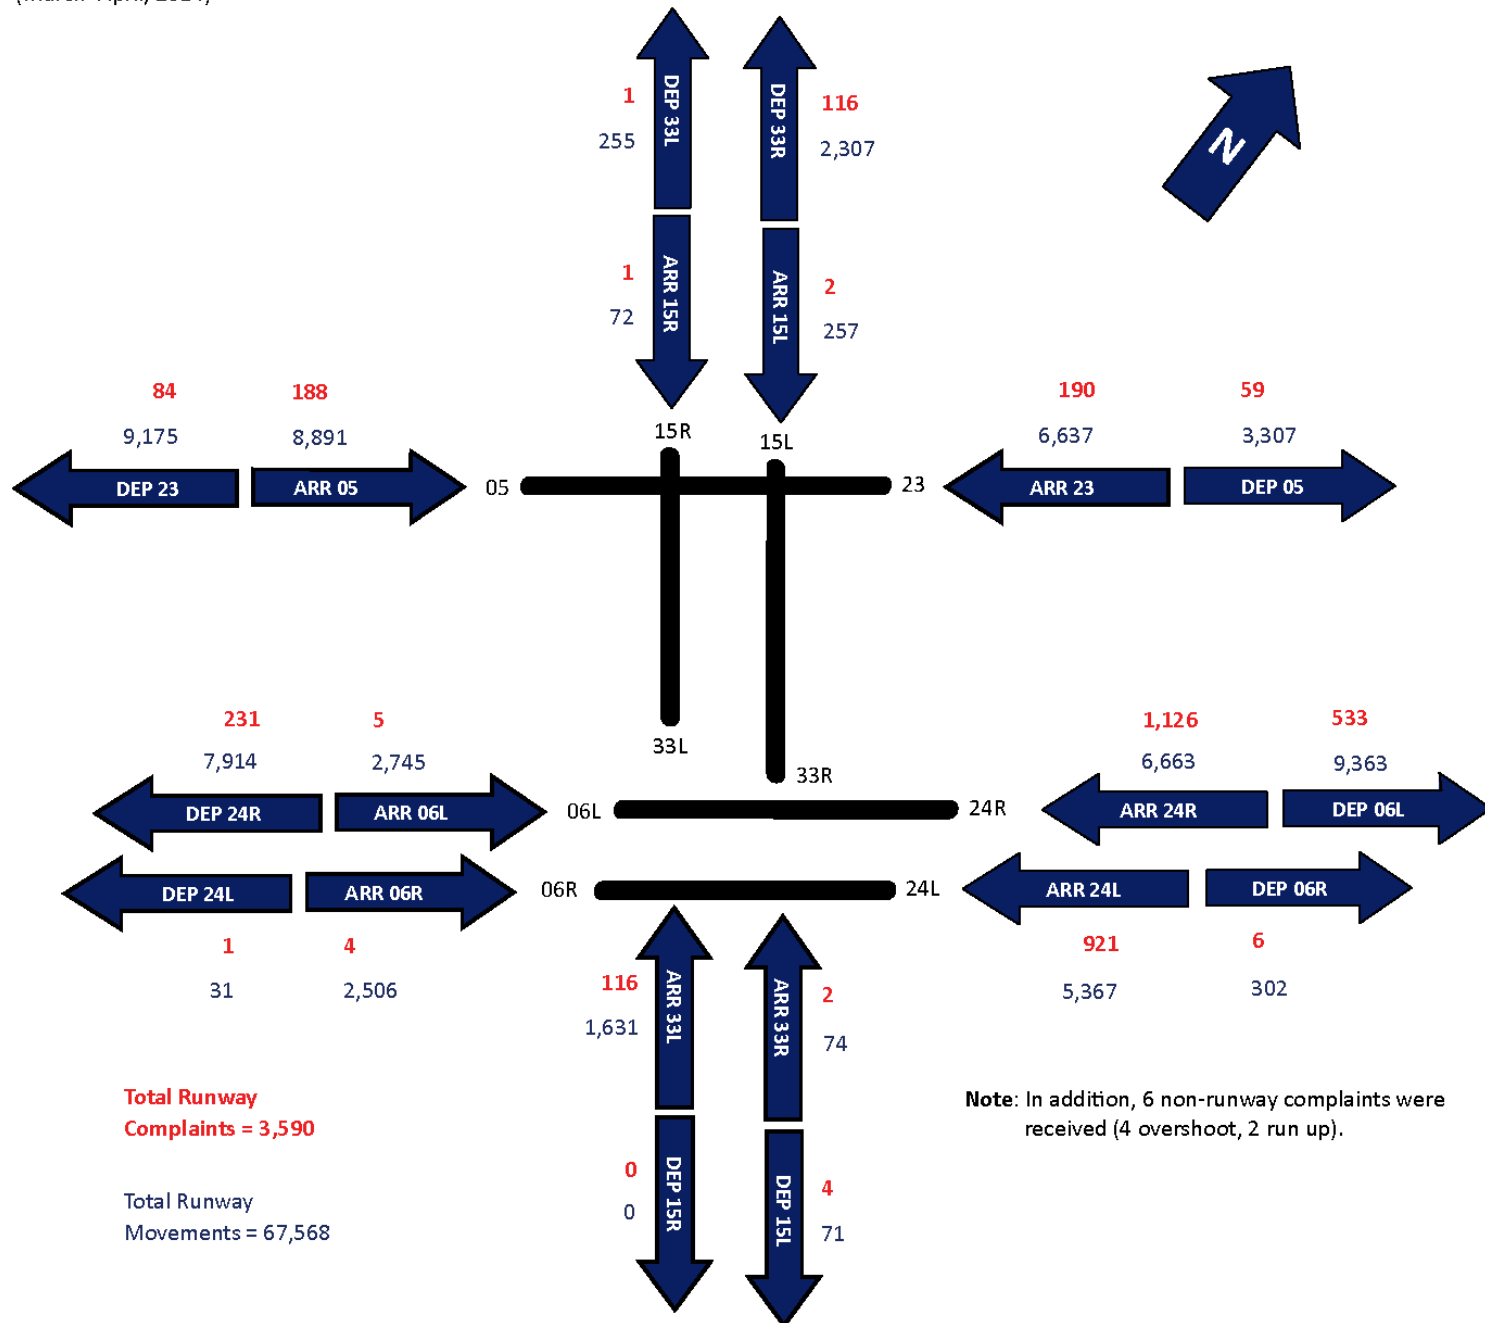 DEP 33L
DEP 33R
1
116
255
2,307
N
ARR 15R
ARR 15L
1
2
72
257
84
188
190
59
9,175
8,891
6,637
3,307
15R
15L
DEP 23
ARR 05
05
23
ARR 23
DEP 05
231
5
1,126
533
7,914
2,745
33L
6,663
9,363
33R
DEP 24R
ARR 06L
06L
24R
ARR 24R
DEP 06L
DEP 24L
ARR 06R
06R
24L
ARR 24L
DEP 06R
1
4
921
6
31
2,506
5,367
302
ARR 33L
ARR 33R
116
2
1,631
74
Total Runway
Complaints = 3,590
Note: In addition, 6 non-runway complaints were
received (4 overshoot, 2 run up).
DEP 15R
DEP 15L
0
4
0
71
Total Runway
Movements = 67,568